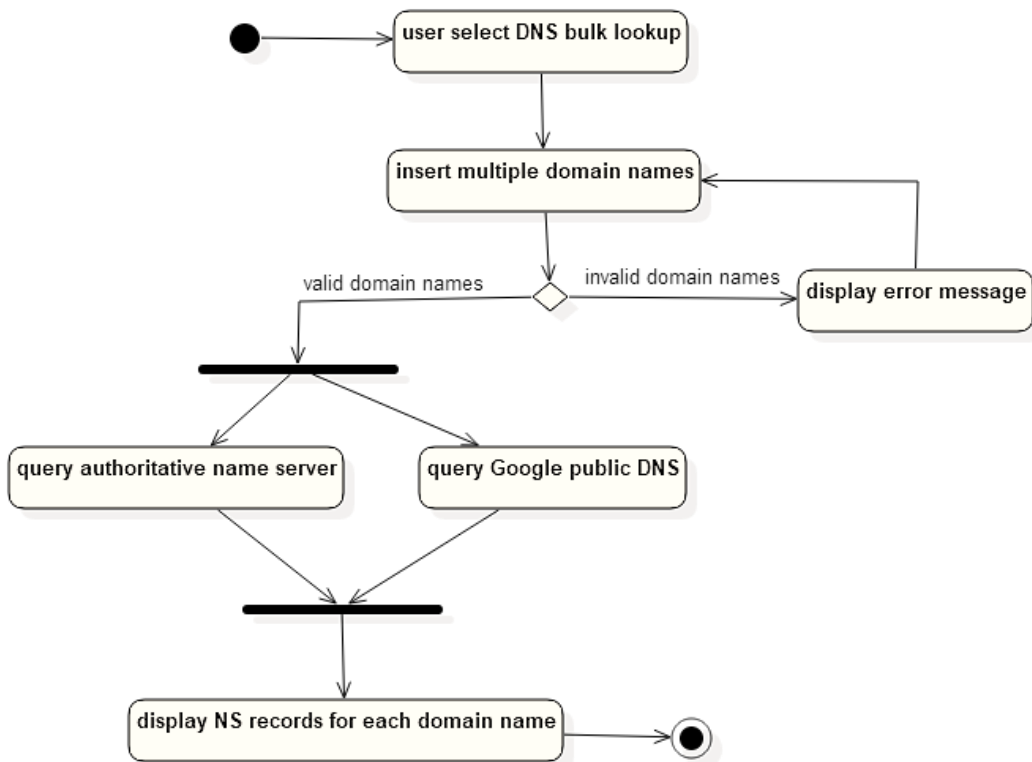 user select DNS bulk lookup
insert multiple domain names
valid domain names
invalid domain names
display error message
query authoritative name server
query Google public DNS
display NS records for each domain name